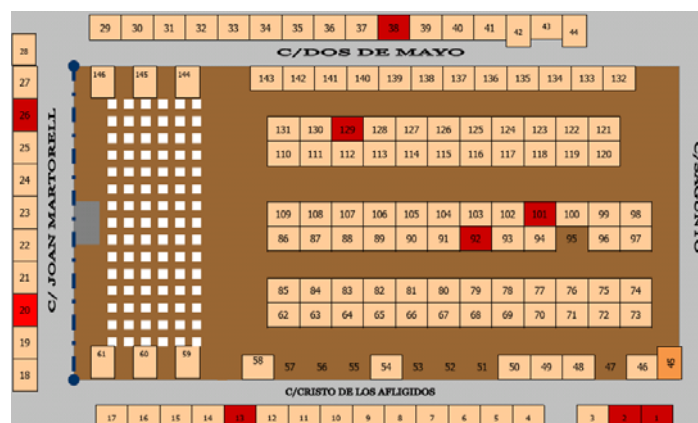 29 30 31 32 33 34 35 36 37 38 39 40 41 42 43 44
C/DOS DE MAYO
28
27
26
25
24
23
22
21
20
19
18
C/ JOAN MARTORELL
146 145 144 143 142 141 140 139 138 137 136 135 134 133 132
131 130 129 128 127 126 125 124 123 122 121
110 111 112 113 114 115 116 117 118 119 120
109 108 107 106 105 104 103 102 101 100 99 98
86 87 88 89 90 91 92 93 94 95 96 97
85 84 83 82 81 80 79 78 77 76 75 74
62 63 64 65 66 67 68 69 70 71 72 73
61 60 59 58 57 56 55 54 53 52 51 50 49 48 47 46 45
C/CRISTO DE LOS AFLIGIDOS
17 16 15 14 13 12 11 10 9 8 7 6 5 4 3 2 1